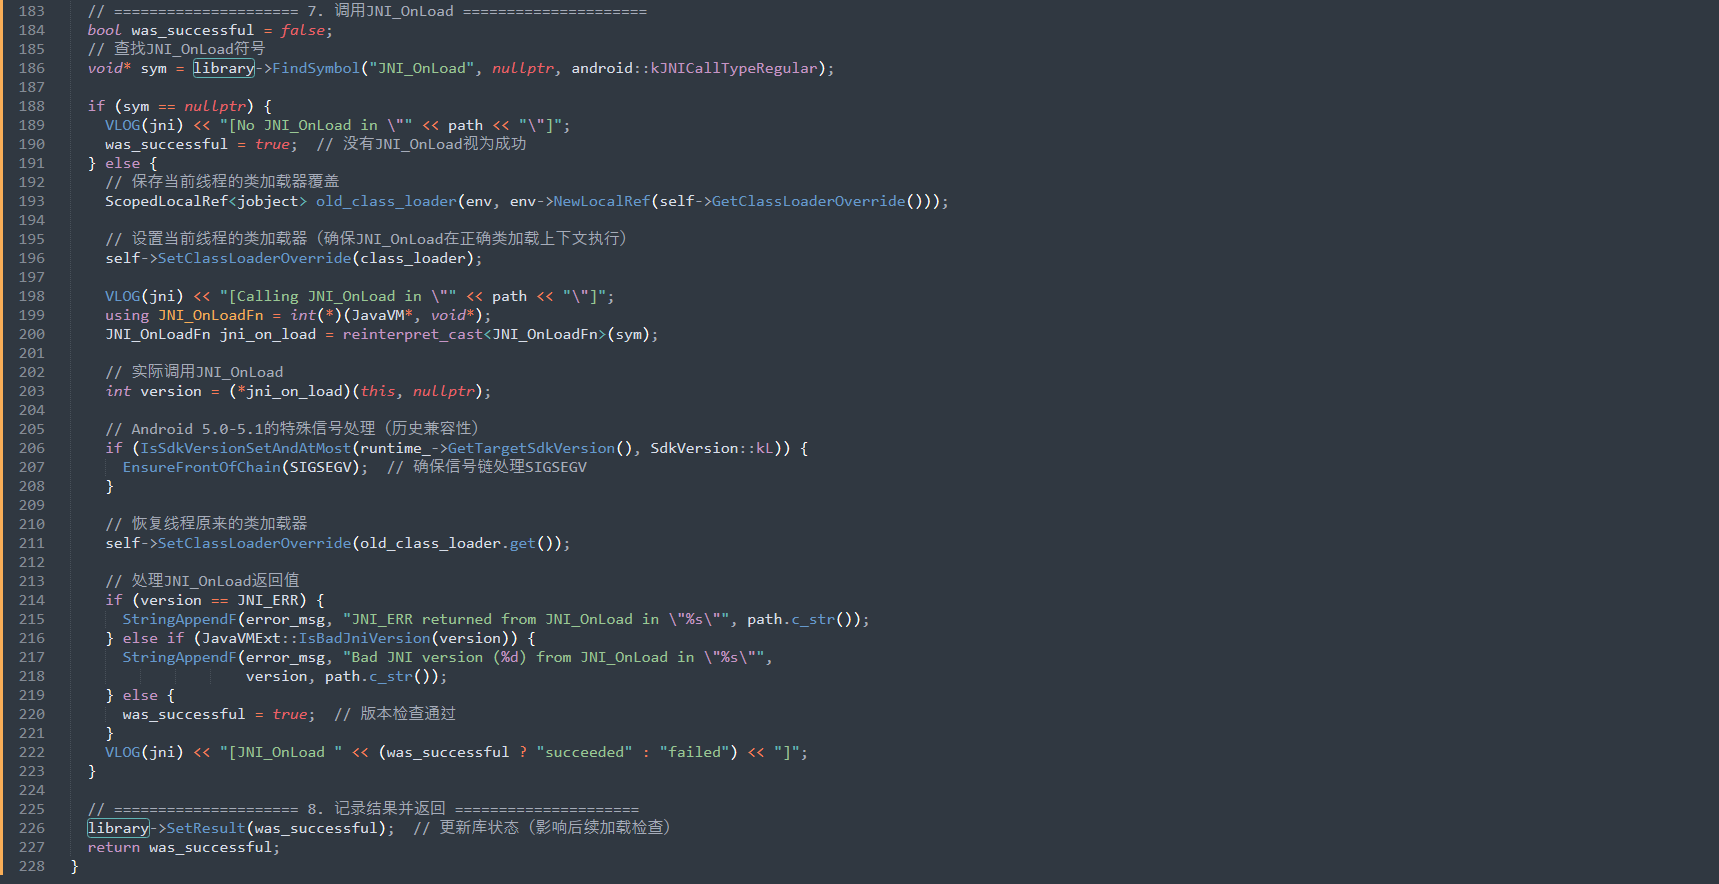 183 // ===================== 7. 调用JNI_OnLoad =====================
184 bool was_successful = false;
185 // 查找JNI_OnLoad符号
186 void* sym = library->FindSymbol("JNI_OnLoad", nullptr, android::kJNICallTypeRegular);
187
188 if (sym == nullptr) {
189 VLOG(jni) << "[No JNI_OnLoad in \"" << path << "\"]";
190 was_successful = true; // 没有JNI_OnLoad视为成功
191 } else {
192 // 保存当前线程的类加载器覆盖
193 ScopedLocalRef<jobject> old_class_loader(env, env->NewLocalRef(self->GetClassLoaderOverride()));
194
195 // 设置当前线程的类加载器（确保JNI_OnLoad在正确类加载上下文执行）
196 self->SetClassLoaderOverride(class_loader);
197
198 VLOG(jni) << "[Calling JNI_OnLoad in \"" << path << "\"]";
199 using JNI_OnLoadFn = int(*)(JavaVM*, void*);
200 JNI_OnLoadFn jni_on_load = reinterpret_cast<JNI_OnLoadFn>(sym);
201
202 // 实际调用JNI_OnLoad
203 int version = (*jni_on_load)(this, nullptr);
204
205 // Android 5.0-5.1的特殊信号处理（历史兼容性）
206 if (IsSdkVersionSetAndAtMost(runtime_->GetTargetSdkVersion(), SdkVersion::kL)) {
207 EnsureFrontOfChain(SIGSEGV); // 确保信号链处理SIGSEGV
208 }
209
210 // 恢复线程原来的类加载器
211 self->SetClassLoaderOverride(old_class_loader.get());
212
213 // 处理JNI_OnLoad返回值
214 if (version == JNI_ERR) {
215 StringAppendF(error_msg, "JNI_ERR returned from JNI_OnLoad in \"%s\"", path.c_str());
216 } else if (JavaVMExt::IsBadJniVersion(version)) {
217 StringAppendF(error_msg, "Bad JNI version (%d) from JNI_OnLoad in \"%s\"",
218 version, path.c_str());
219 } else {
220 was_successful = true; // 版本检查通过
221 }
222 VLOG(jni) << "[JNI_OnLoad " << (was_successful ? "succeeded" : "failed") << "]";
223 }
224
225 // ===================== 8. 记录结果并返回 =====================
226 library->SetResult(was_successful); // 更新库状态（影响后续加载检查）
227 return was_successful;
228 }